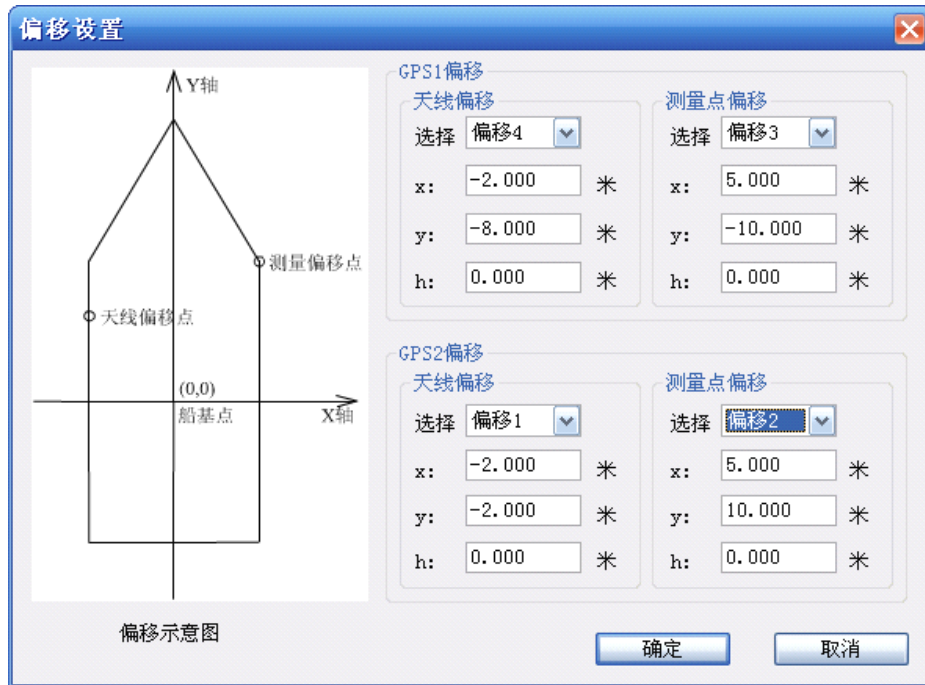 偏移设置
Y轴
测量偏移点
天线偏移点
(0,0)
船基点
X轴
偏移示意图
GPS1偏移
天线偏移
选择 偏移4
x: -2.000 米
y: -8.000 米
h: 0.000 米
测量点偏移
选择 偏移3
x: 5.000 米
y: -10.000 米
h: 0.000 米
GPS2偏移
天线偏移
选择 偏移1
x: -2.000 米
y: -2.000 米
h: 0.000 米
测量点偏移
选择 偏移2
x: 5.000 米
y: 10.000 米
h: 0.000 米
确定
取消